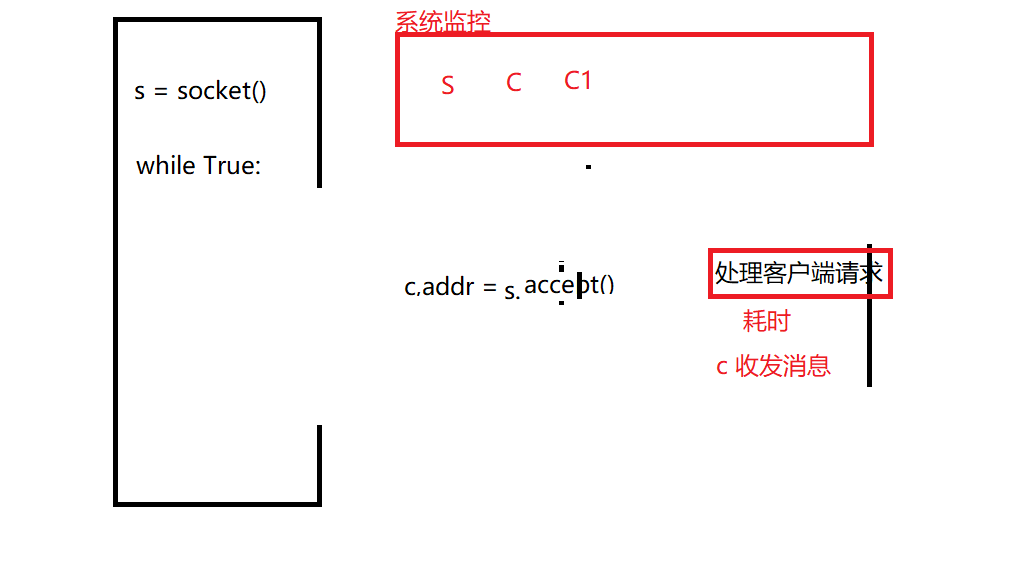 系统监控
s = socket()
S C C1
while True:
c,addr = s.accept()
处理客户端请求
耗时
c 收发消息